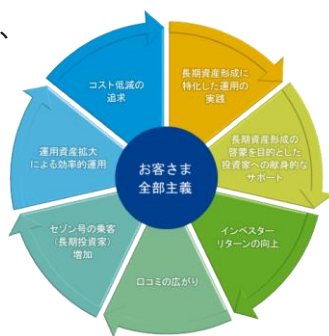 、
長期資産形成に
特化した運用の
実践
長期資産形成の
啓蒙を目的とした
投資家への献身的な
サポート
インベスター
リターンの向上
口コミの広がり
セゾン号の乗客
（長期投資家）
増加
運用資産拡大
による効率的運用
コスト低減の
追求
お客さま
全部主義